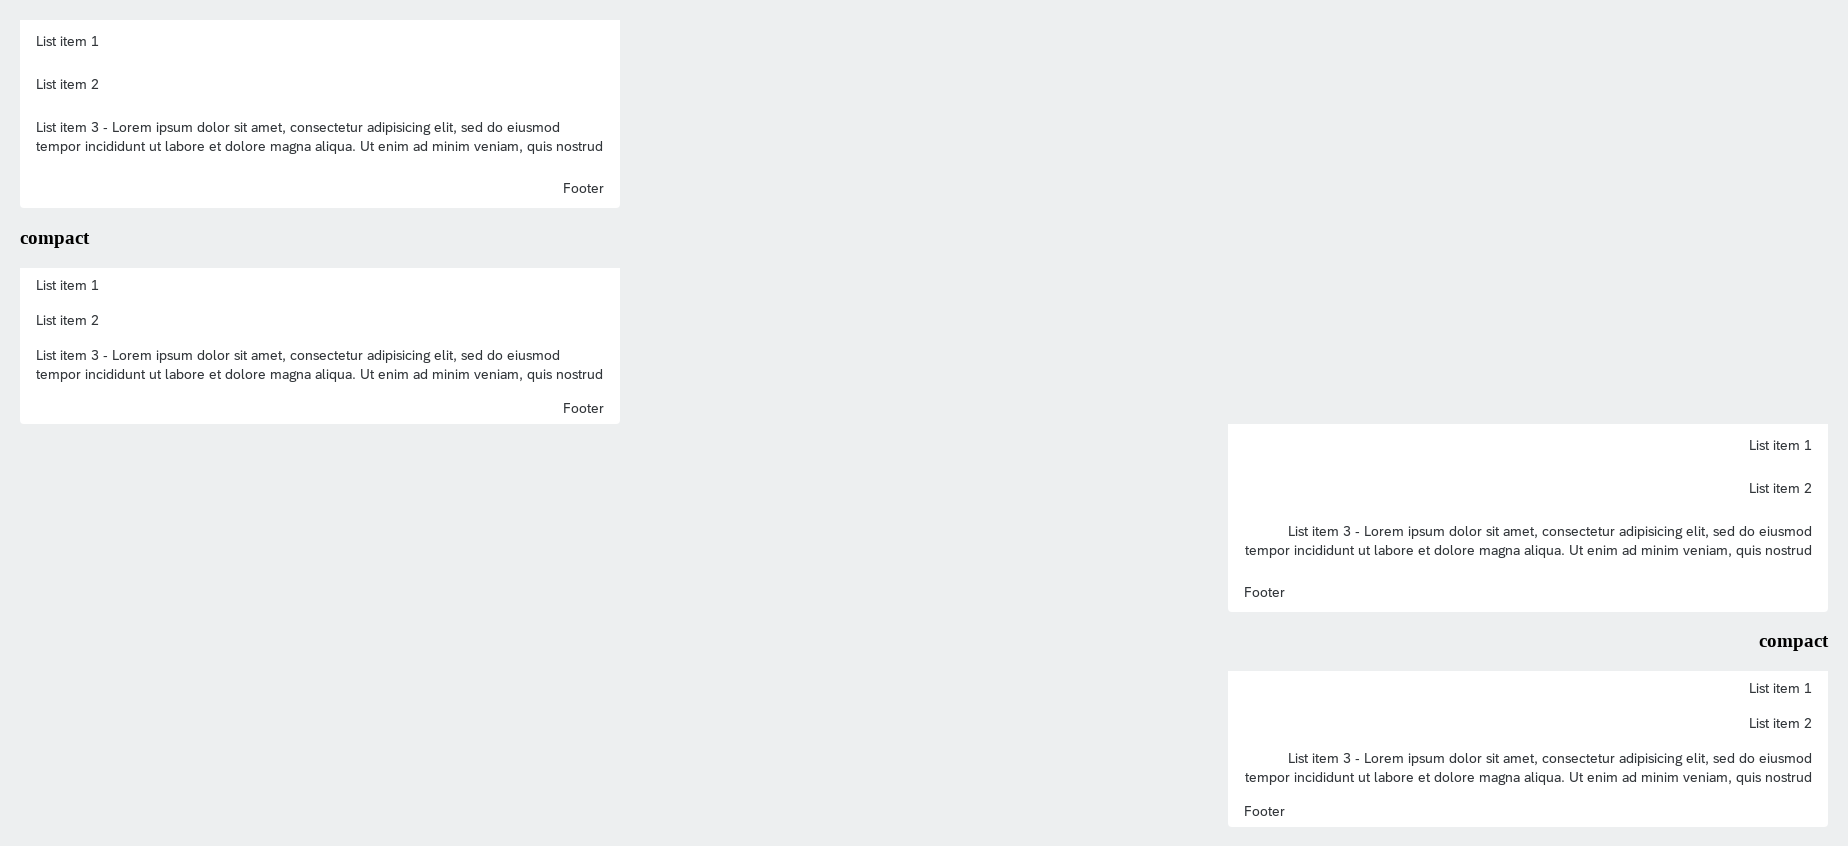 List item 1
List item 2
List item 3 - Lorem ipsum dolor sit amet, consectetur adipisicing elit, sed do eiusmod
tempor incididunt ut labore et dolore magna aliqua. Ut enim ad minim veniam, quis nostrud
Footer
compact
List item 1
List item 2
List item 3 - Lorem ipsum dolor sit amet, consectetur adipisicing elit, sed do eiusmod
tempor incididunt ut labore et dolore magna aliqua. Ut enim ad minim veniam, quis nostrud
Footer
List item 1
List item 2
List item 3 - Lorem ipsum dolor sit amet, consectetur adipisicing elit, sed do eiusmod
tempor incididunt ut labore et dolore magna aliqua. Ut enim ad minim veniam, quis nostrud
Footer
compact
List item 1
List item 2
List item 3 - Lorem ipsum dolor sit amet, consectetur adipisicing elit, sed do eiusmod
tempor incididunt ut labore et dolore magna aliqua. Ut enim ad minim veniam, quis nostrud
Footer